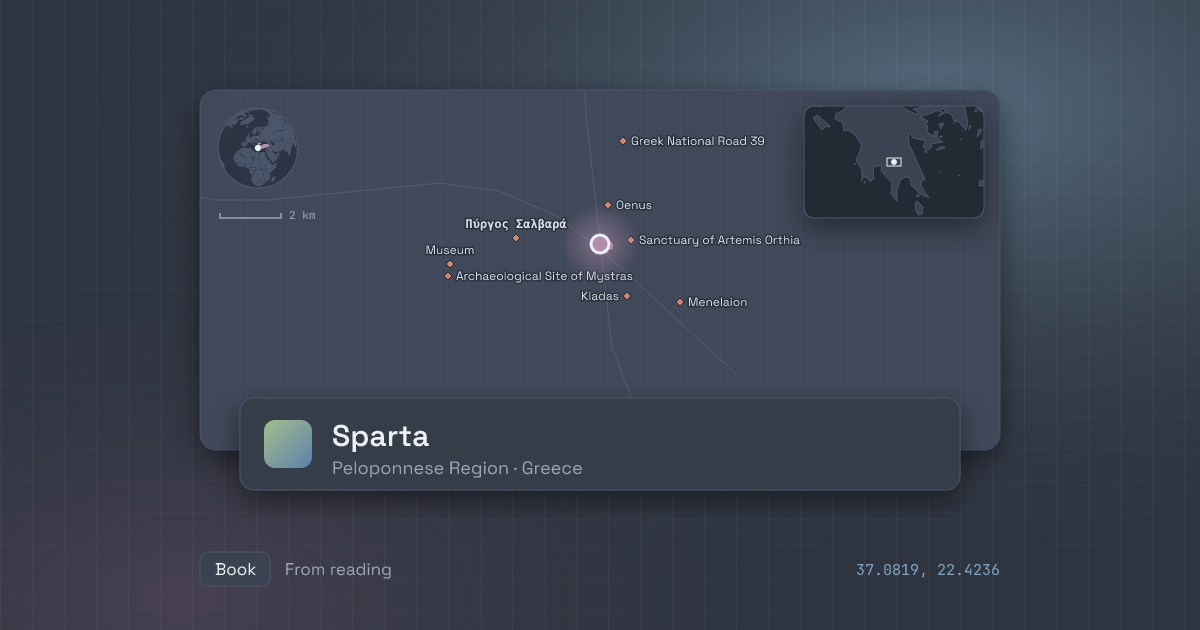 Greek National Road 39
2 km
Oenus
Πύργος Σαλβαρά
Sanctuary of Artemis Orthia
Museum
Archaeological Site of Mystras
Kladas
Menelaion
Sparta
Peloponnese Region · Greece
Book
From reading
37.0819, 22.4236